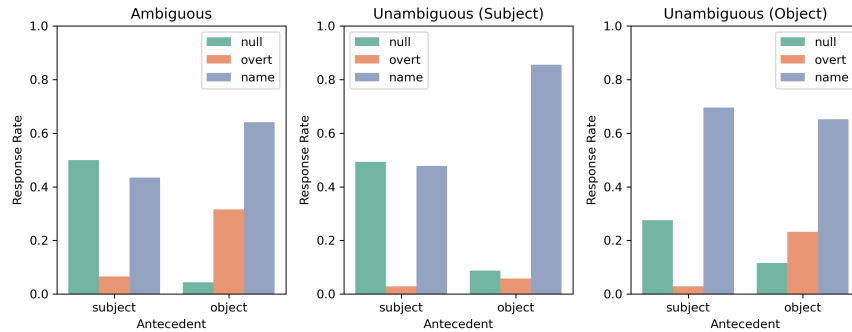 Ambiguous
1.0
0.8
0.6
0.4
0.2
0.0
Response Rate
null
overt
name
subject
object
Antecedent
Unambiguous (Subject)
1.0
0.8
0.6
0.4
0.2
0.0
Response Rate
null
overt
name
subject
object
Antecedent
Unambiguous (Object)
1.0
0.8
0.6
0.4
0.2
0.0
Response Rate
null
overt
name
subject
object
Antecedent